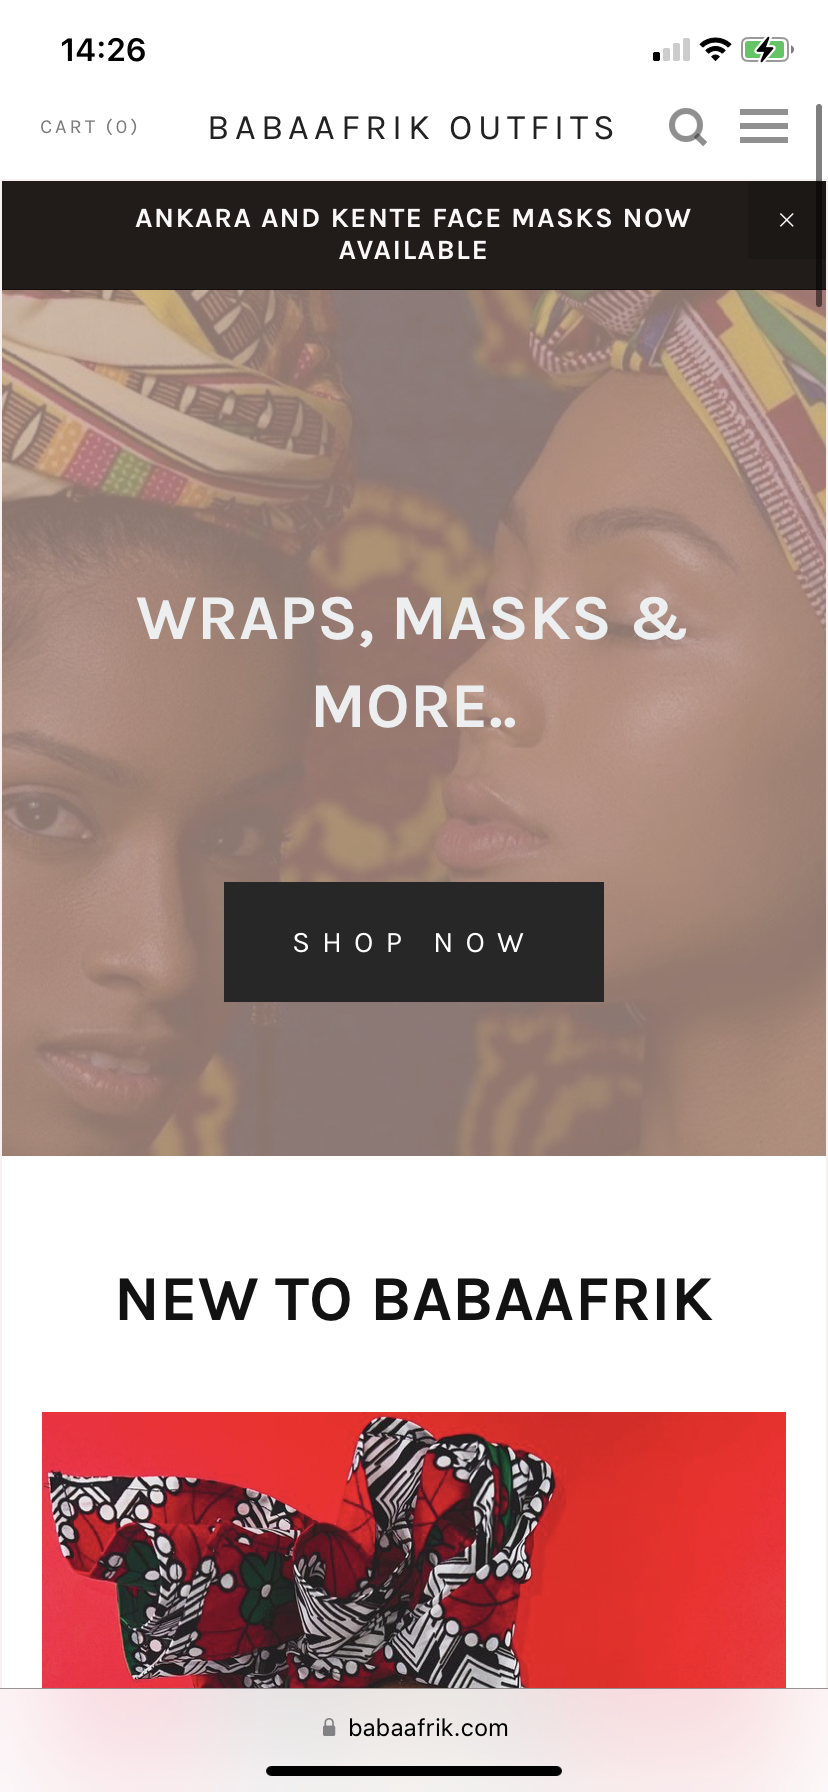 14:26
CART (0)
BABAAFRIK OUTFITS
ANKARA AND KENTE FACE MASKS NOW
AVAILABLE
WRAPS, MASKS &
MORE..
SHOP NOW
NEW TO BABAAFRIK
babaafrik.com